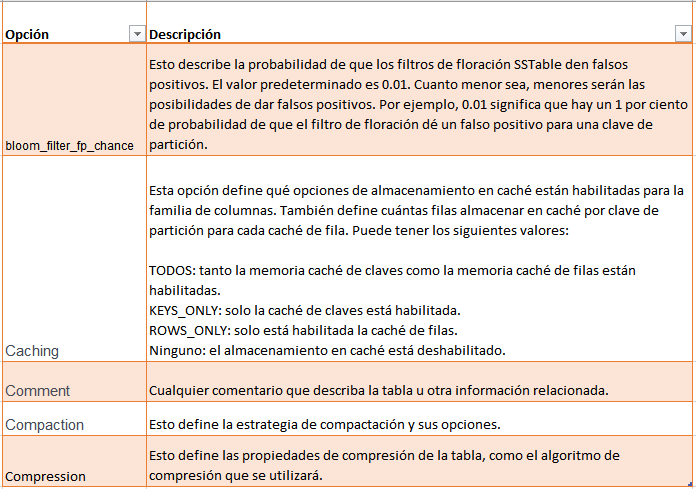 Opción Descripción
Esto describe la probabilidad de que los filtros de floración SSTable den falsos
positivos. El valor predeterminado es 0.01. Cuanto menor sea, menores serán las
posibilidades de dar falsos positivos. Por ejemplo, 0.01 significa que hay un 1 por ciento
de probabilidad de que el filtro de floración dé un falso positivo para una clave de
bloom_filter_fp_chance partición.
Esta opción define qué opciones de almacenamiento en caché están habilitadas para la
familia de columnas. También define cuántas filas almacenar en caché por clave de
partición para cada caché de fila. Puede tener los siguientes valores:
TODOS: tanto la memoria caché de claves como la memoria caché de filas están
habilitadas.
KEYS_ONLY: solo la caché de claves está habilitada.
ROWS_ONLY: solo está habilitada la caché de filas.
Caching Ninguno: el almacenamiento en caché está deshabilitado.
Comment Cualquier comentario que describa la tabla u otra información relacionada.
Compaction Esto define la estrategia de compactación y sus opciones.
Esto define las propiedades de compresión de la tabla, como el algoritmo de
Compression compresión que se utilizará.